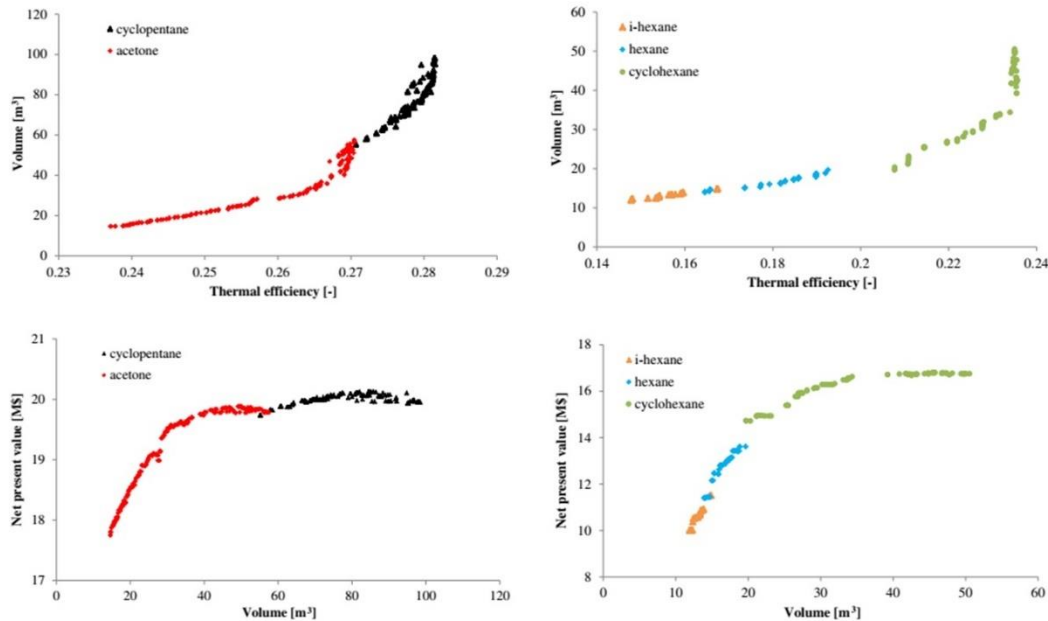 120
100
80
60
40
20
0
Volume [m³]
▲ cyclopentane
♦ acetone
0.23 0.24 0.25 0.26 0.27 0.28 0.29
Thermal efficiency [-]
60
50
40
30
20
10
0
Volume [m³]
i-hexane
hexane
cyclohexane
0.14 0.16 0.18 0.2 0.22 0.24
Thermal efficiency [-]
21
20
19
18
17
Net present value [M$]
cyclopentane
acetone
0 20 40 60 80 100 120
Volume [m³]
18
16
14
12
10
8
Net present value [M$]
i-hexane
hexane
cyclohexane
0 10 20 30 40 50 60
Volume [m³]